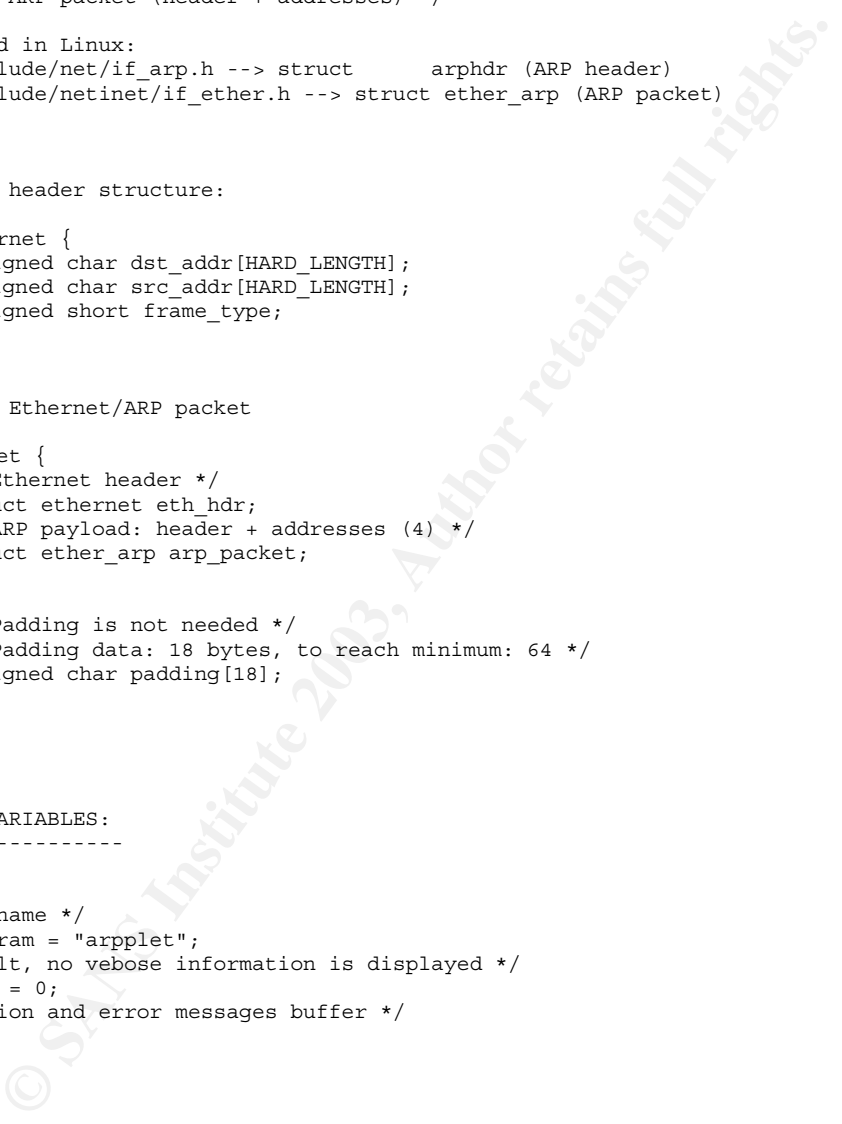 ARP packet (header + addresses) */
d in Linux:
lude/net/if_arp.h --> struct arphdr (ARP header)
lude/netinet/if_ether.h --> struct ether_arp (ARP packet)
header structure:
rnet {
gned char dst_addr[HARD_LENGTH];
gned char src_addr[HARD_LENGTH];
gned short frame_type;
Ethernet/ARP packet
et {
Ethernet header */
uct ethernet eth_hdr;
ARP payload: header + addresses (4) */
uct ether_arp arp_packet;
Padding is not needed */
Padding data: 18 bytes, to reach minimum: 64 */
gned char padding[18];
ARIABLES:
----------
name */
ram = "arpplet";
lt, no vebose information is displayed */
= 0;
ion and error messages buffer */
© SANS Institute 2003, Author retains full rights.